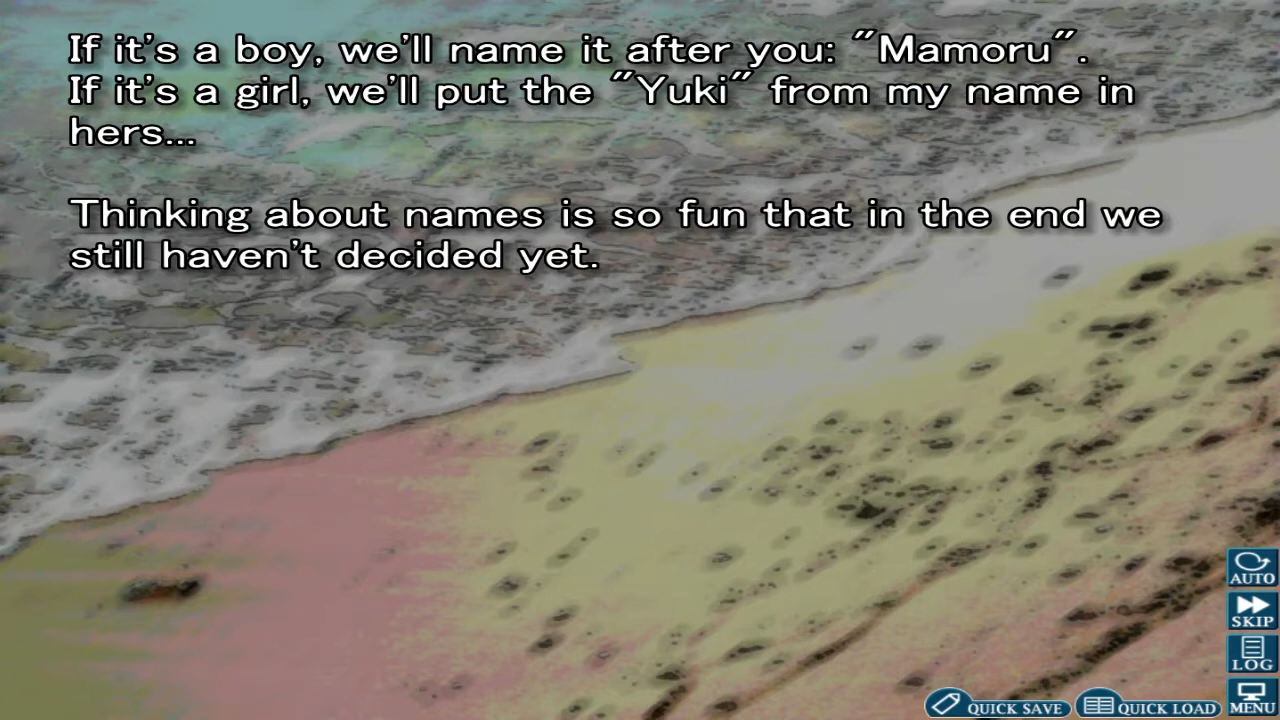 If it's a boy, we'll name it after you: "Mamoru".
If it's a girl, we'll put the "Yuki" from my name in
hers...
Thinking about names is so fun that in the end we
still haven't decided yet.
AUTO
SKIP
LOG
QUICK SAVE
QUICK LOAD
MENU